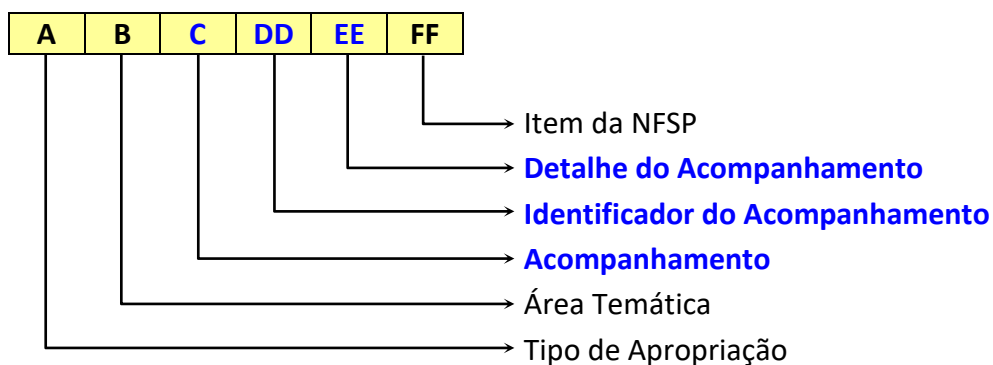 A B C DD EE FF
Item da NFSP
Detalhe do Acompanhamento
Identificador do Acompanhamento
Acompanhamento
Área Temática
Tipo de Apropriação